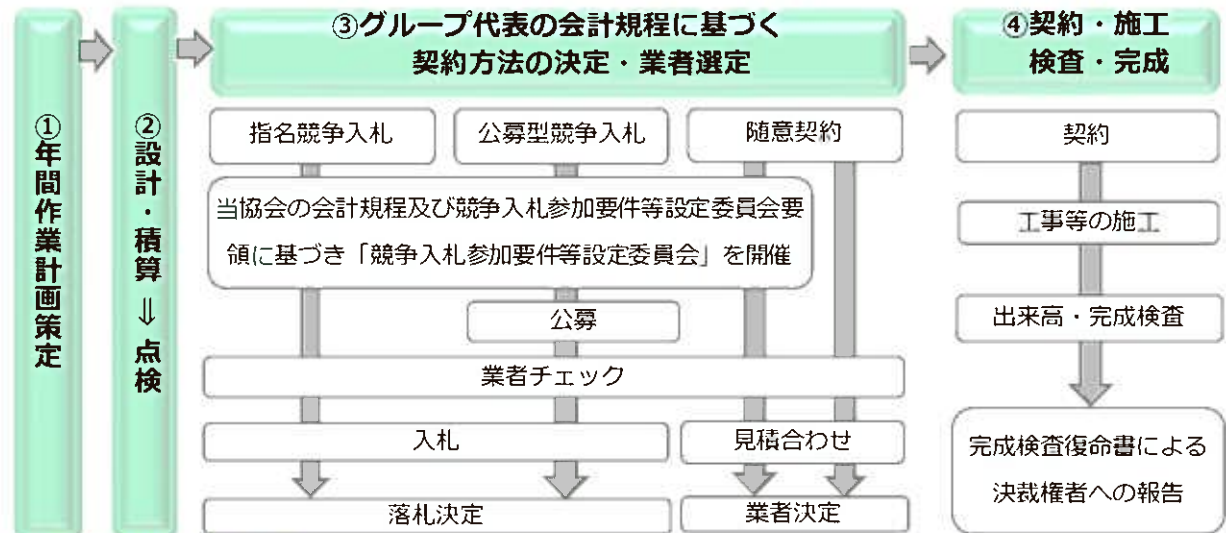 ①年間作業計画策定
②設計・積算⇒点検
③グループ代表の会計規程に基づく
契約方法の決定・業者選定
指名競争入札
公募型競争入札
随意契約
当協会の会計規程及び競争入札参加要件等設定委員会要
領に基づき「競争入札参加要件等設定委員会」を開催
公募
業者チェック
入札
見積合わせ
落札決定
業者決定
④契約・施工
検査・完成
契約
工事等の施工
出来高・完成検査
完成検査復命書による
決裁権者への報告